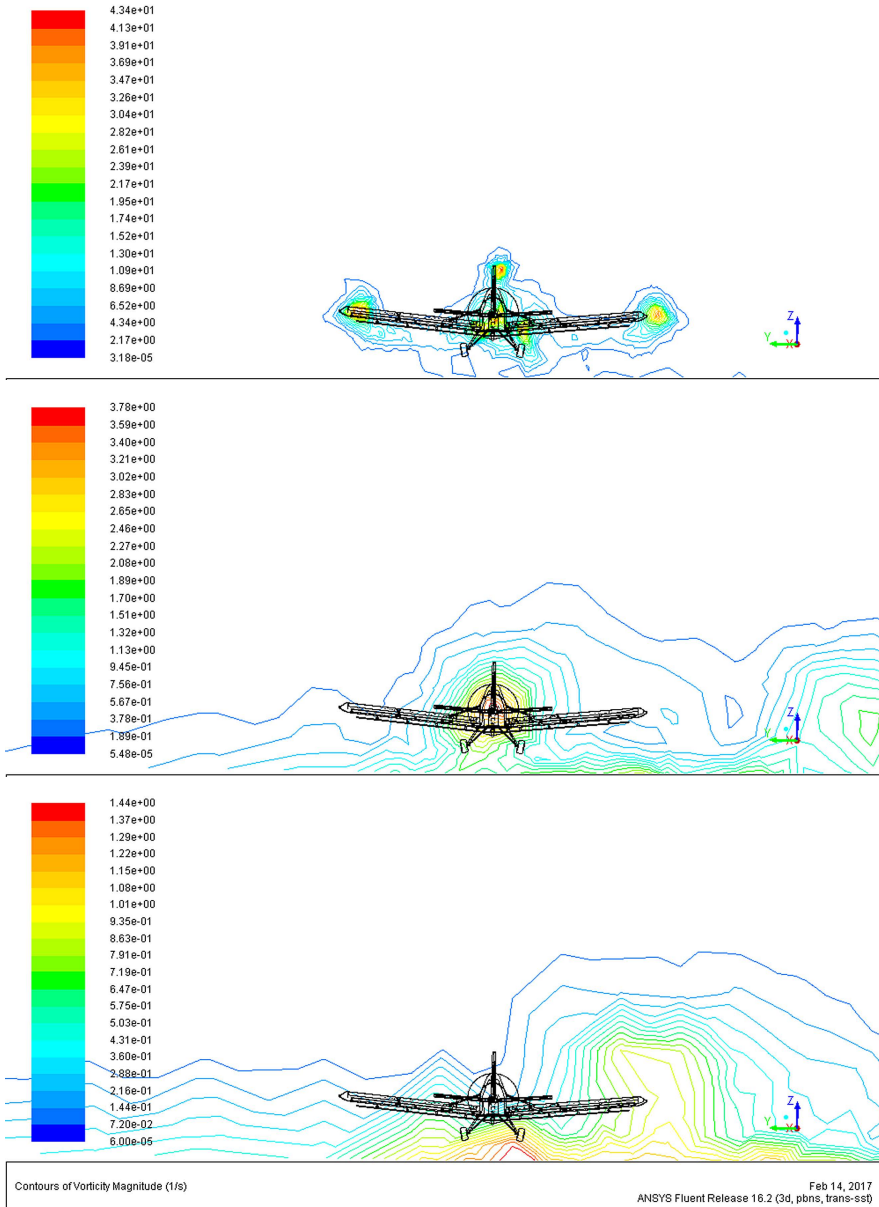 4.34e+01
4.13e+01
3.91e+01
3.69e+01
3.47e+01
3.26e+01
3.04e+01
2.82e+01
2.61e+01
2.39e+01
2.17e+01
1.95e+01
1.74e+01
1.52e+01
1.30e+01
1.09e+01
8.69e+00
6.52e+00
4.34e+00
2.17e+00
3.18e-05
Z
Y
X
3.78e+00
3.59e+00
3.40e+00
3.21e+00
3.02e+00
2.83e+00
2.65e+00
2.46e+00
2.27e+00
2.08e+00
1.89e+00
1.70e+00
1.51e+00
1.32e+00
1.13e+00
9.45e-01
7.56e-01
5.67e-01
3.78e-01
1.89e-01
5.48e-05
Z
Y
X
1.44e+00
1.37e+00
1.29e+00
1.22e+00
1.15e+00
1.08e+00
1.01e+00
9.35e-01
8.63e-01
7.91e-01
7.19e-01
6.47e-01
5.75e-01
5.03e-01
4.31e-01
3.60e-01
2.88e-01
2.16e-01
1.44e-01
7.20e-02
6.00e-05
Z
Y
X
Contours of Vorticity Magnitude (1/s)
Feb 14, 2017
ANSYS Fluent Release 16.2 (3d, pbns, trans-sst)